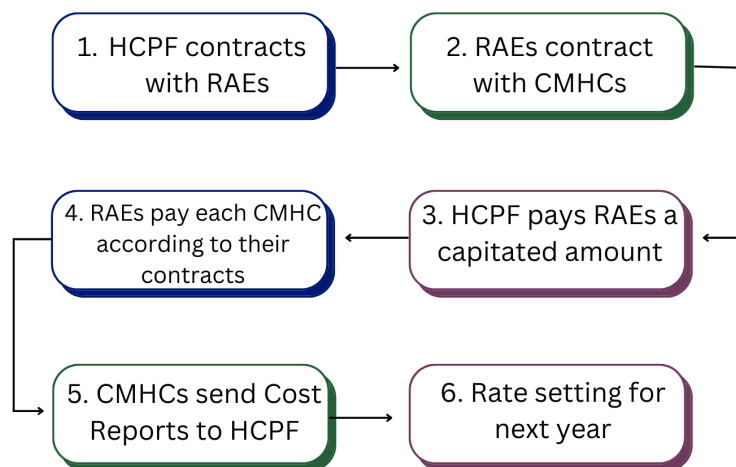 1. HCPF contracts
with RAEs
2. RAEs contract
with CMHCs
3. HCPF pays RAEs a
capitated amount
4. RAEs pay each CMHC
according to their
contracts
5. CMHCs send Cost
Reports to HCPF
6. Rate setting for
next year